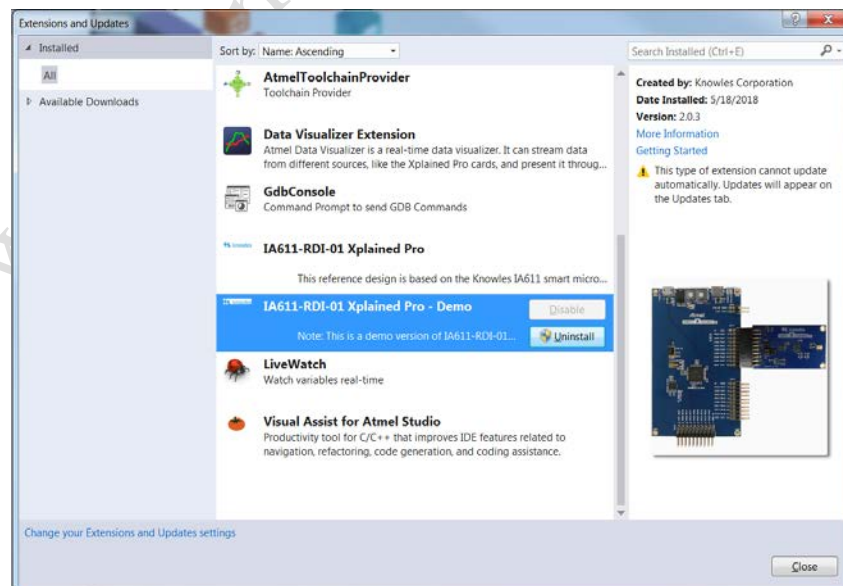 Extensions and Updates
Installed
All
Available Downloads
Sort by: Name: Ascending
AtmelToolchainProvider
Toolchain Provider
Data Visualizer Extension
Atmel Data Visualizer is a real-time data visualizer. It can stream data
from different sources, like the Xplained Pro cards, and present it throug...
GdbConsole
Command Prompt to send GDB Commands
IA611-RDI-01 Xplained Pro
This reference design is based on the Knowles IA611 smart micro...
IA611-RDI-01 Xplained Pro - Demo
Disable
Note: This is a demo version of IA611-RDI-01...
Uninstall
LiveWatch
Watch variables real-time
Visual Assist for Atmel Studio
Productivity tool for C/C++ that improves IDE features related to
navigation, refactoring, code generation, and coding assistance.
Search Installed (Ctrl+E)
Created by: Knowles Corporation
Date Installed: 5/18/2018
Version: 2.0.3
More Information
Getting Started
This type of extension cannot update
automatically. Updates will appear on
the Updates tab.
Atmel
Change your Extensions and Updates settings
Close